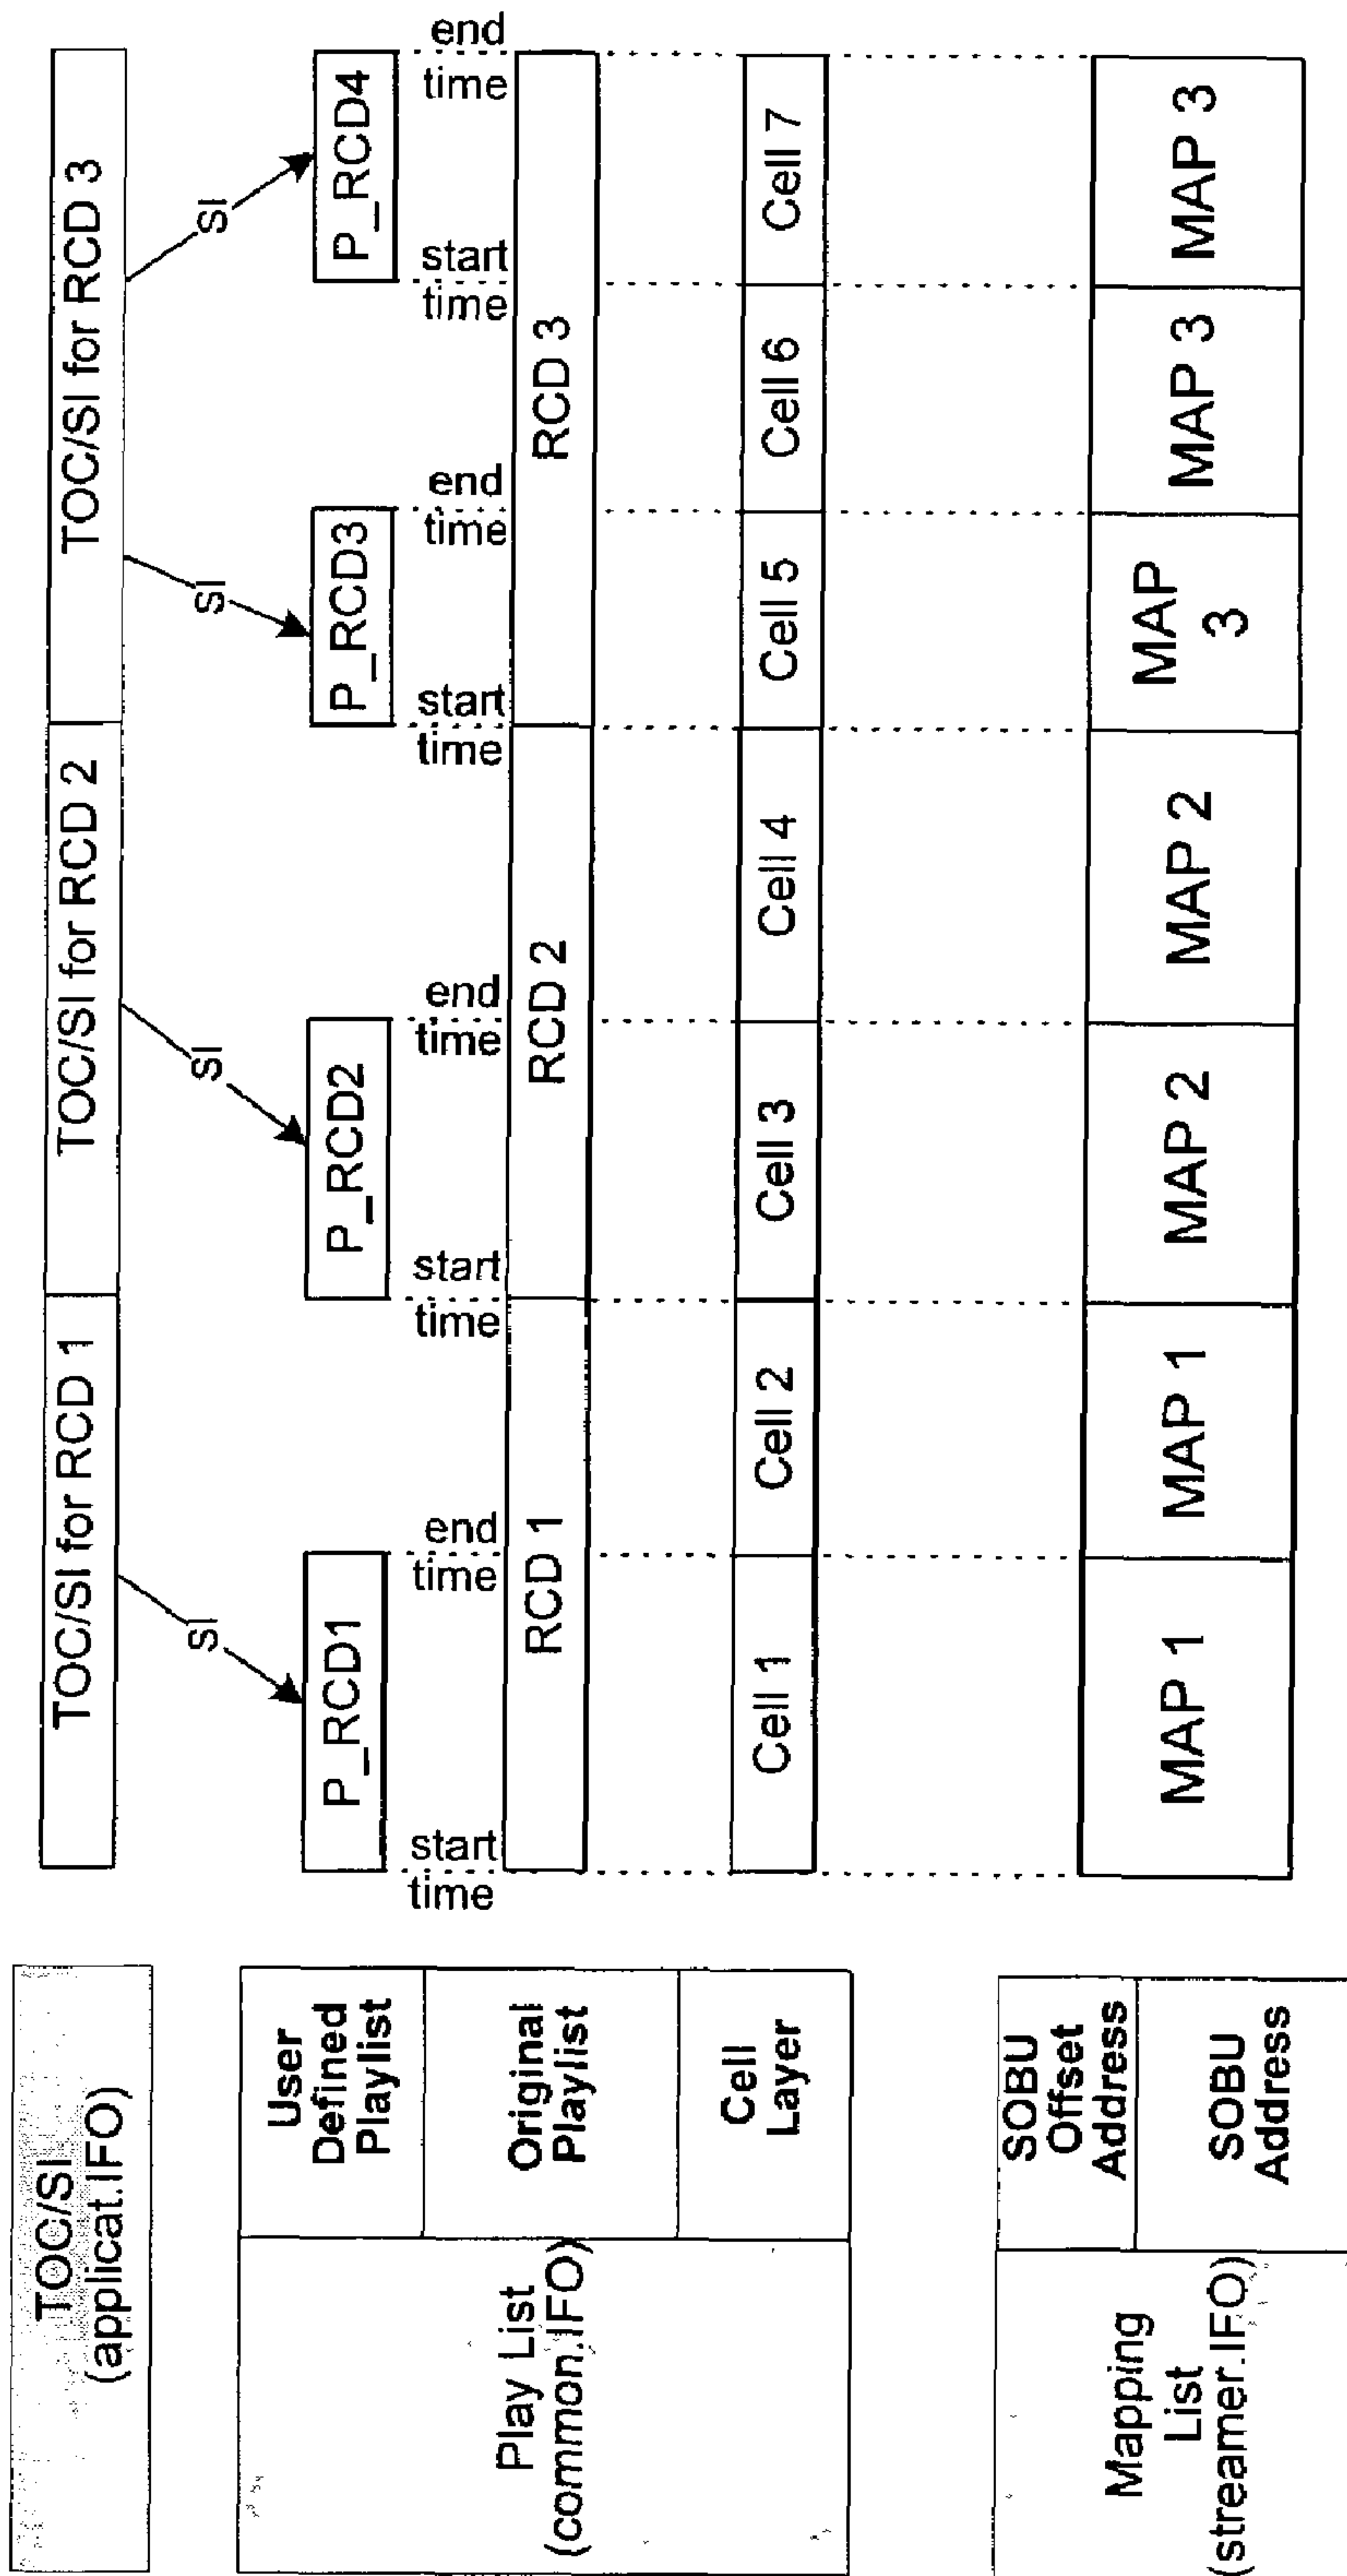 TOC/SI
(applicat.IFO)
TOC/SI for RCD 1
TOC/SI for RCD 2
TOC/SI for RCD 3
SI
SI
SI
SI
Play List
(common.IFO)
User
Defined
Playlist
P_RCD1
P_RCD2
P_RCD3
P_RCD4
start
time
end
time
start
time
end
time
start
time
end
time
start
time
end
time
Original
Playlist
RCD 1
RCD 2
RCD 3
Cell
Layer
Cell 1
Cell 2
Cell 3
Cell 4
Cell 5
Cell 6
Cell 7
Mapping
List
(streamer.IFO)
SOBU
Offset
Address
SOBU
Address
MAP 1
MAP 1
MAP 2
MAP 2
MAP
3
MAP 3
MAP 3